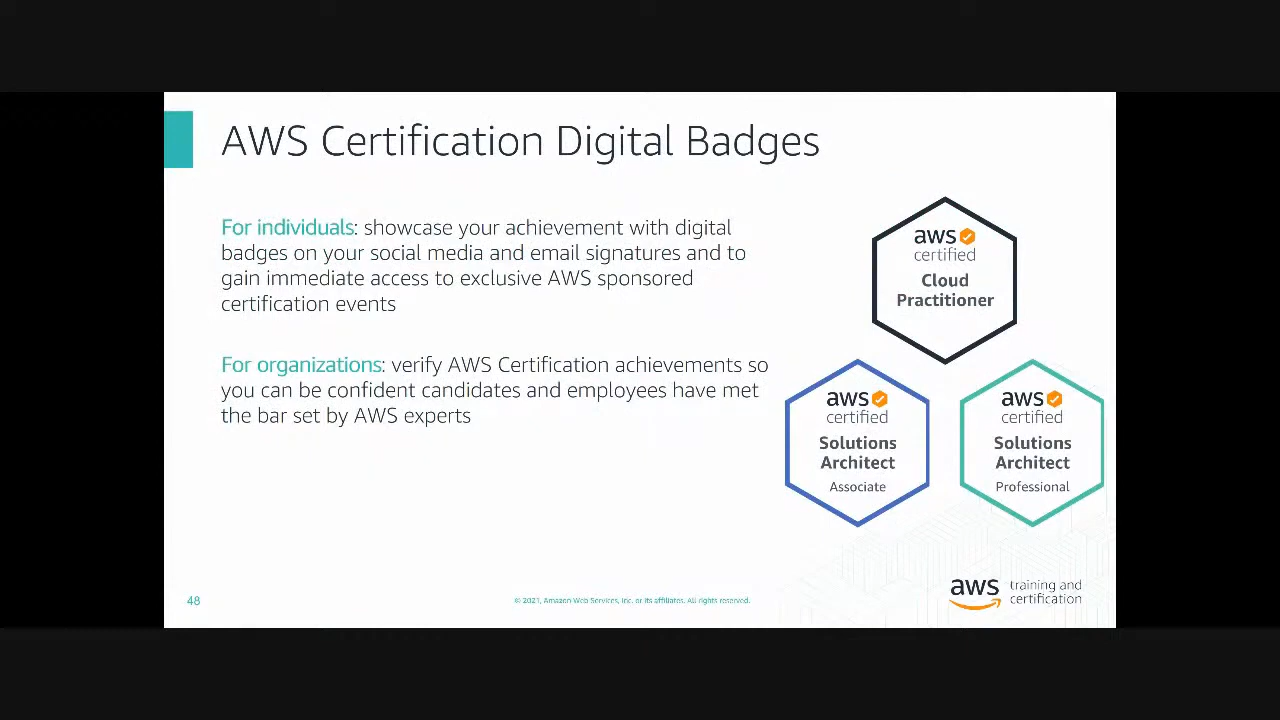 AWS Certification Digital Badges
For individuals: showcase your achievement with digital
badges on your social media and email signatures and to
gain immediate access to exclusive AWS sponsored
certification events
For organizations: verify AWS Certification achievements so
you can be confident candidates and employees have met
the bar set by AWS experts
aws
certified
Cloud
Practitioner
aws
certified
Solutions
Architect
Associate
aws
certified
Solutions
Architect
Professional
48
© 2021, Amazon Web Services, Inc. or its affiliates. All rights reserved.
aws
training and
certification